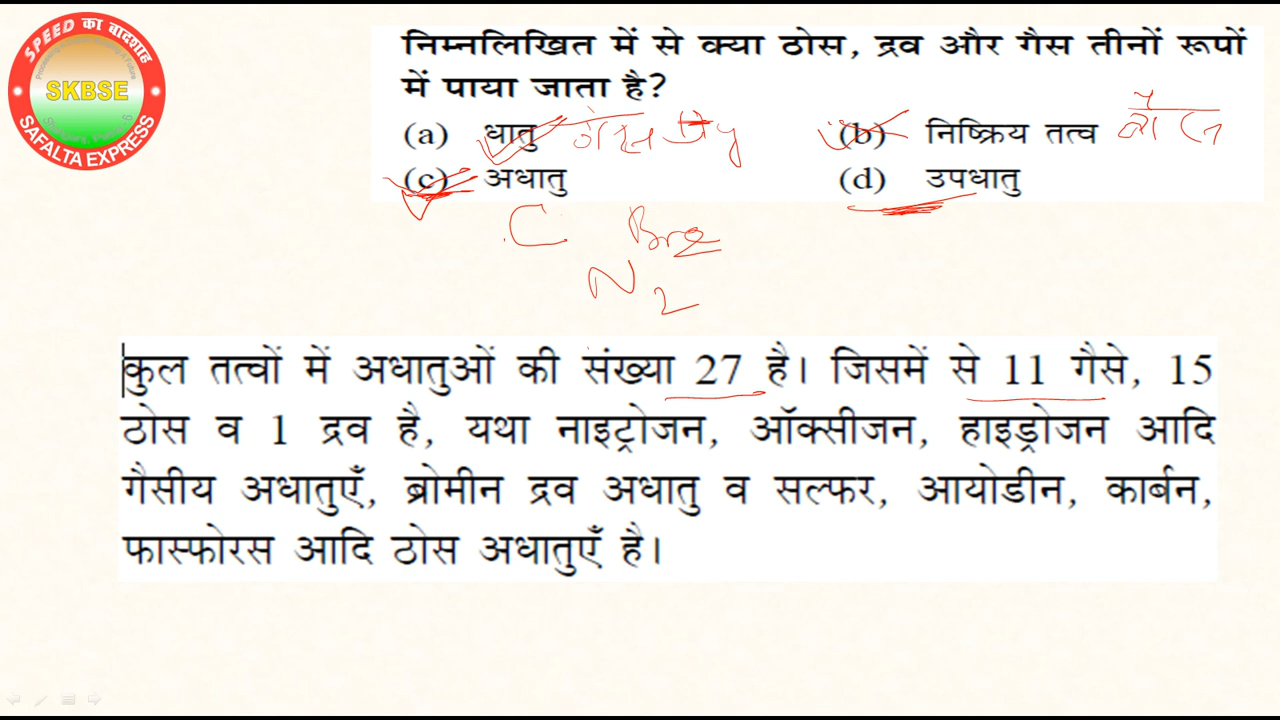 SPEED का बादशाह
SKBSE
SAFALTA EXPRESS
निम्नलिखित में से क्या ठोस, द्रव और गैस तीनों रूपों
में पाया जाता है?
(a) धातु (b) निष्क्रिय तत्व
(c) अधातु (d) उपधातु
C Br2
N2
कुल तत्वों में अधातुओं की संख्या 27 है। जिसमें से 11 गैसे, 15
ठोस व 1 द्रव है, यथा नाइट्रोजन, ऑक्सीजन, हाइड्रोजन आदि
गैसीय अधातुएँ, ब्रोमीन द्रव अधातु व सल्फर, आयोडीन, कार्बन,
फास्फोरस आदि ठोस अधातुएँ है।